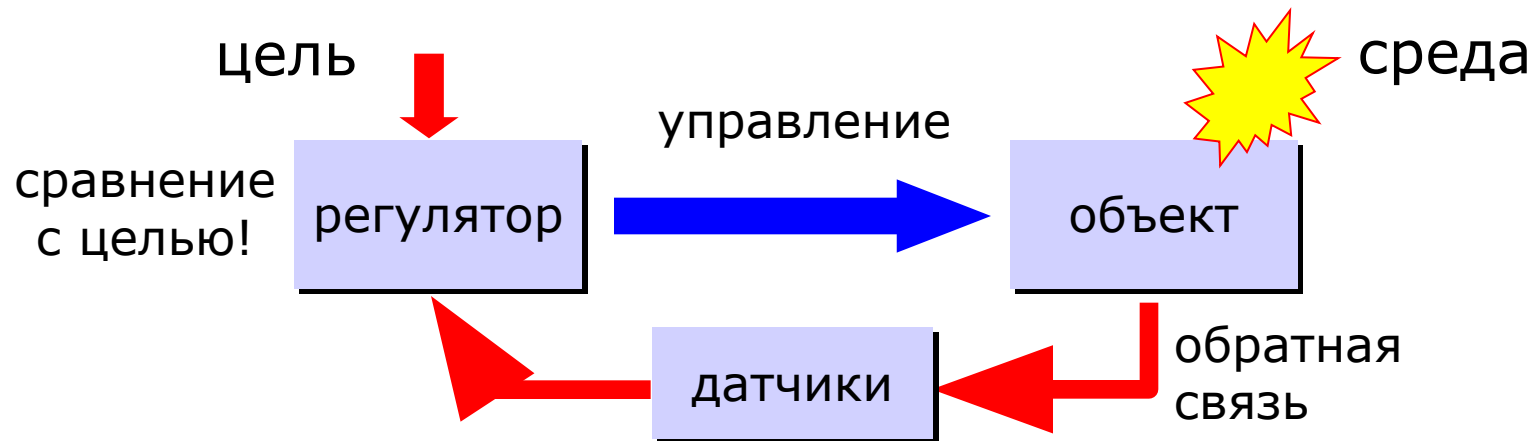 цель
среда
управление
сравнение
с целью!
регулятор
объект
обратная
связь
датчики